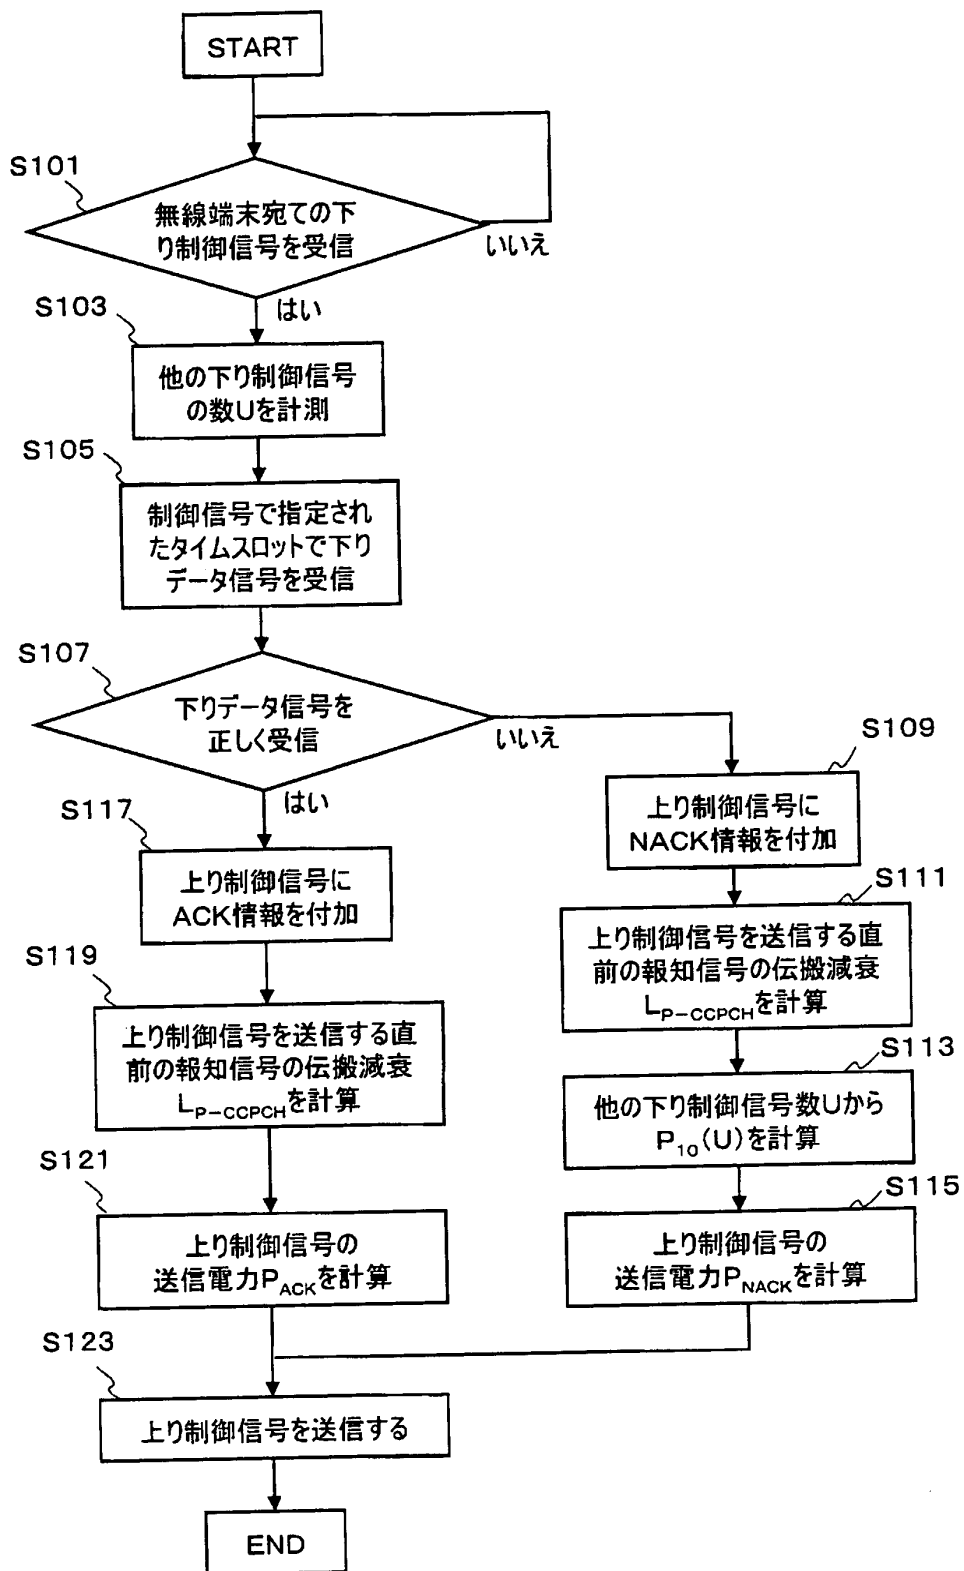 START
S101
無線端末宛ての下
り制御信号を受信
いいえ
はい
S103
他の下り制御信号
の数Uを計測
S105
制御信号で指定され
たタイムスロットで下り
データ信号を受信
S107
下りデータ信号を
正しく受信
いいえ
はい
S109
上り制御信号に
NACK情報を付加
S111
上り制御信号を送信する直
前の報知信号の伝搬減衰
LP-CCPCHを計算
S113
他の下り制御信号数Uから
P10(U)を計算
S115
上り制御信号の
送信電力PNACKを計算
S117
上り制御信号に
ACK情報を付加
S119
上り制御信号を送信する直
前の報知信号の伝搬減衰
LP-CCPCHを計算
S121
上り制御信号の
送信電力PACKを計算
S123
上り制御信号を送信する
END